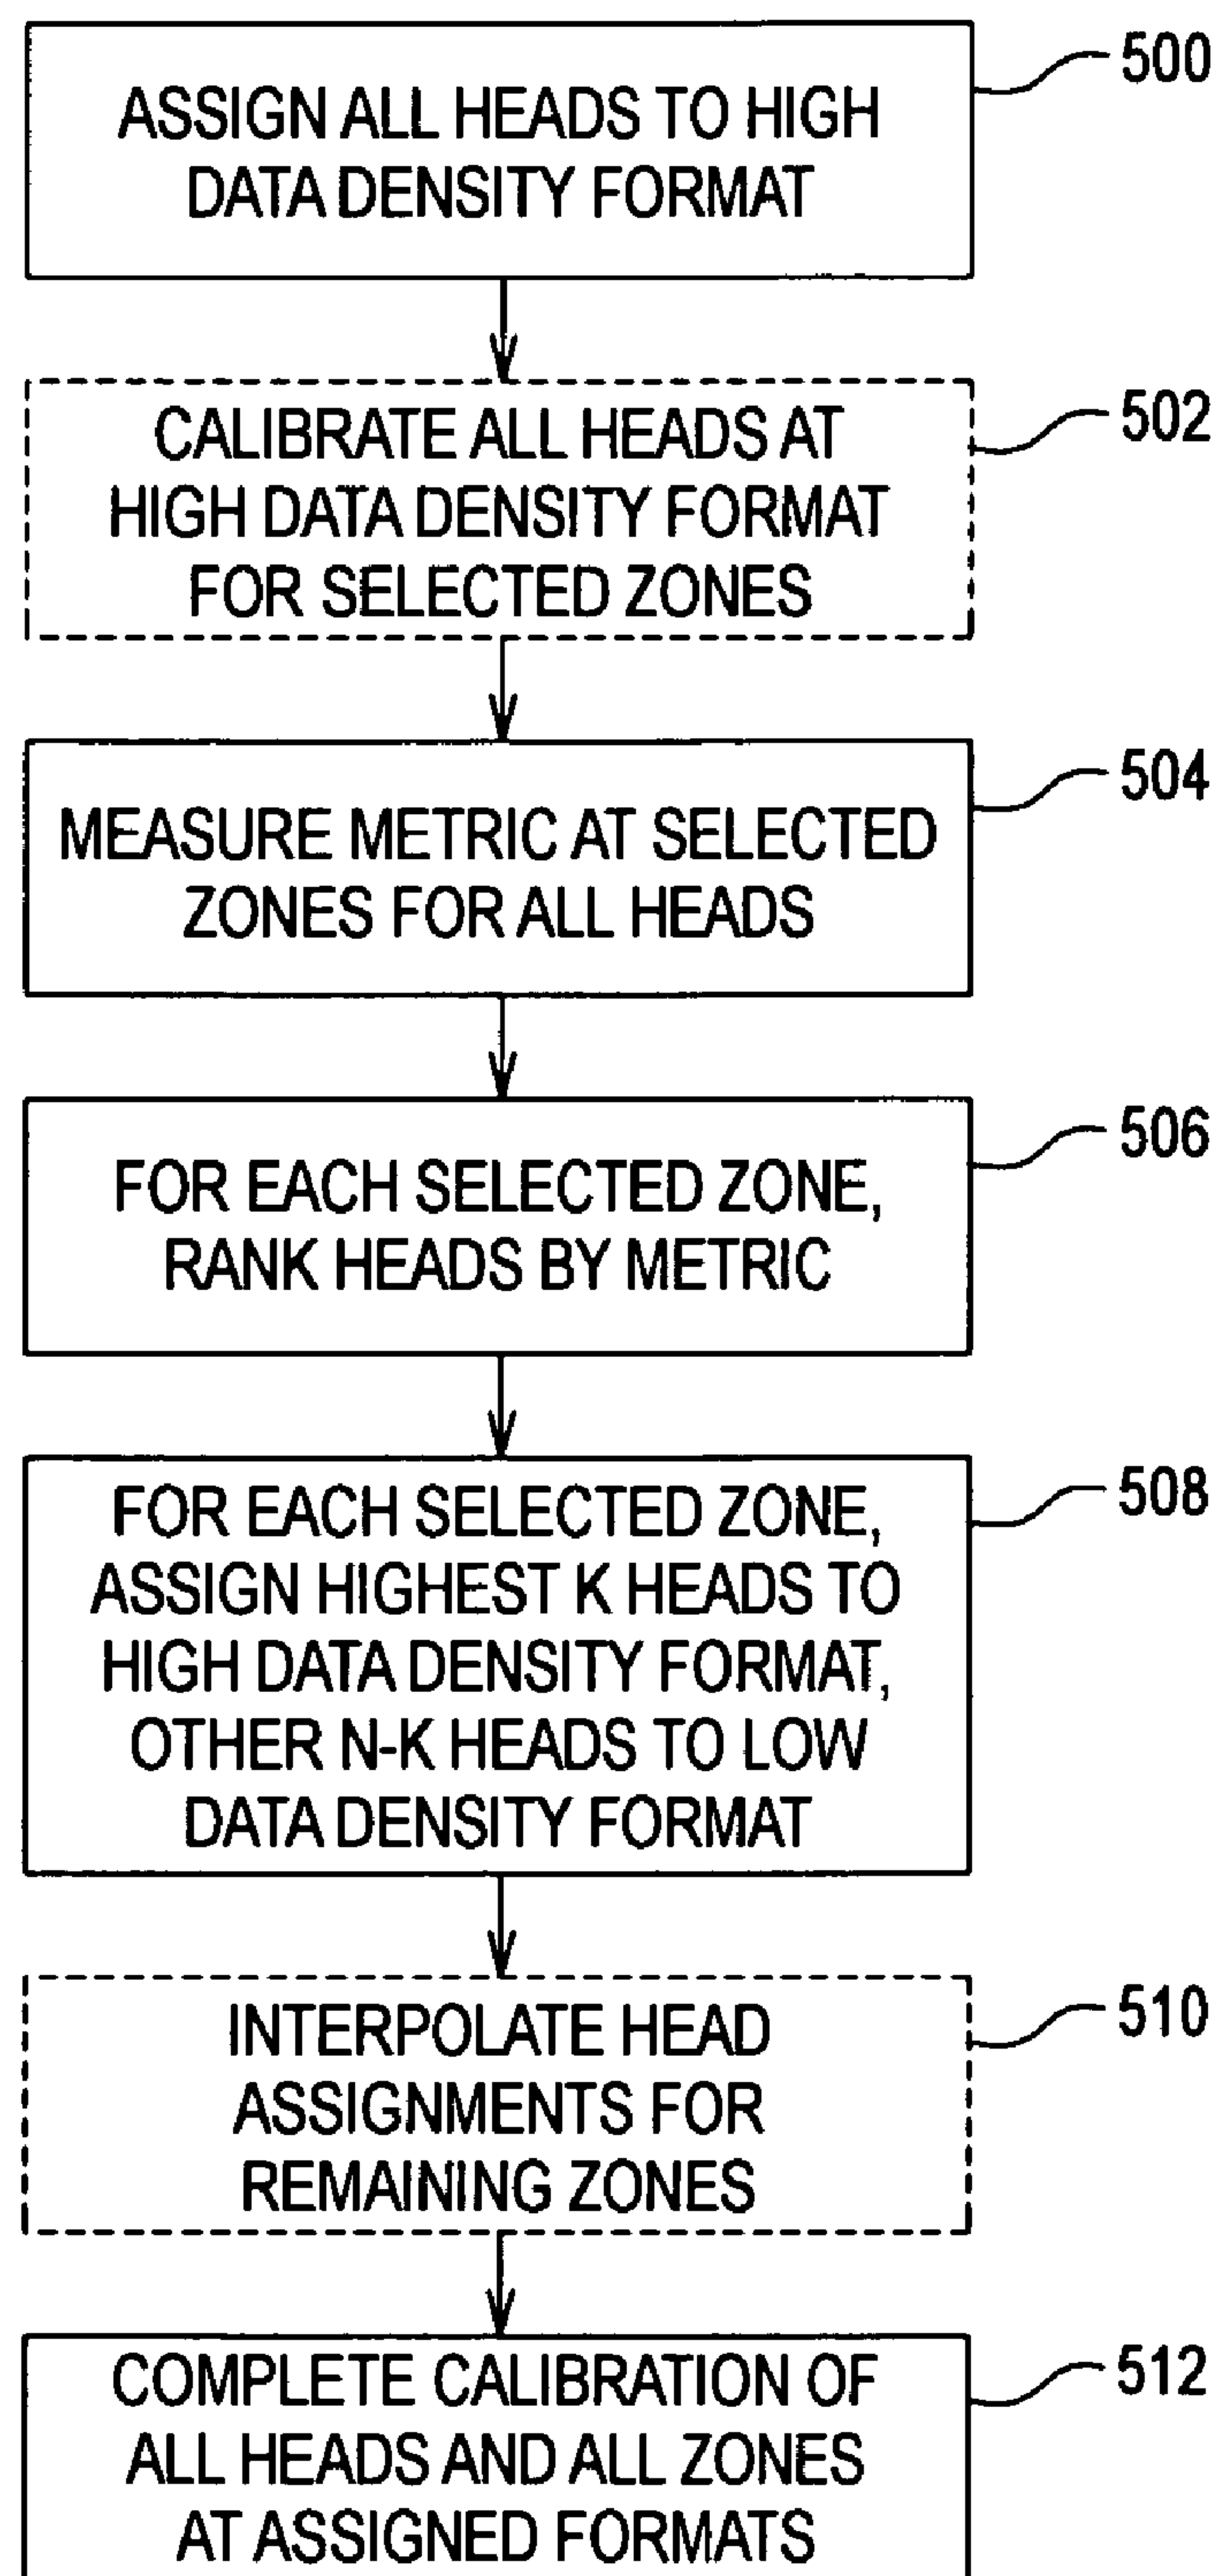 500
ASSIGN ALL HEADS TO HIGH
DATA DENSITY FORMAT
502
CALIBRATE ALL HEADS AT
HIGH DATA DENSITY FORMAT
FOR SELECTED ZONES
504
MEASURE METRIC AT SELECTED
ZONES FOR ALL HEADS
506
FOR EACH SELECTED ZONE,
RANK HEADS BY METRIC
508
FOR EACH SELECTED ZONE,
ASSIGN HIGHEST K HEADS TO
HIGH DATA DENSITY FORMAT,
OTHER N-K HEADS TO LOW
DATA DENSITY FORMAT
510
INTERPOLATE HEAD
ASSIGNMENTS FOR
REMAINING ZONES
512
COMPLETE CALIBRATION OF
ALL HEADS AND ALL ZONES
AT ASSIGNED FORMATS